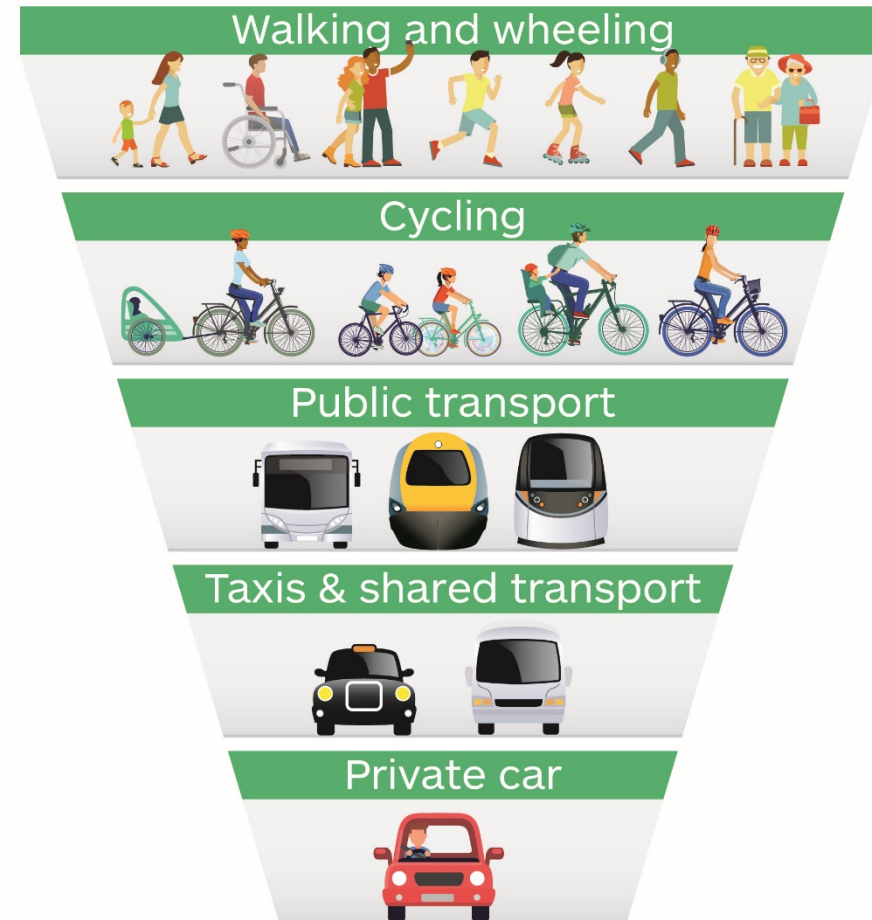 Walking and wheeling
Cycling
Public transport
Taxis & shared transport
Private car